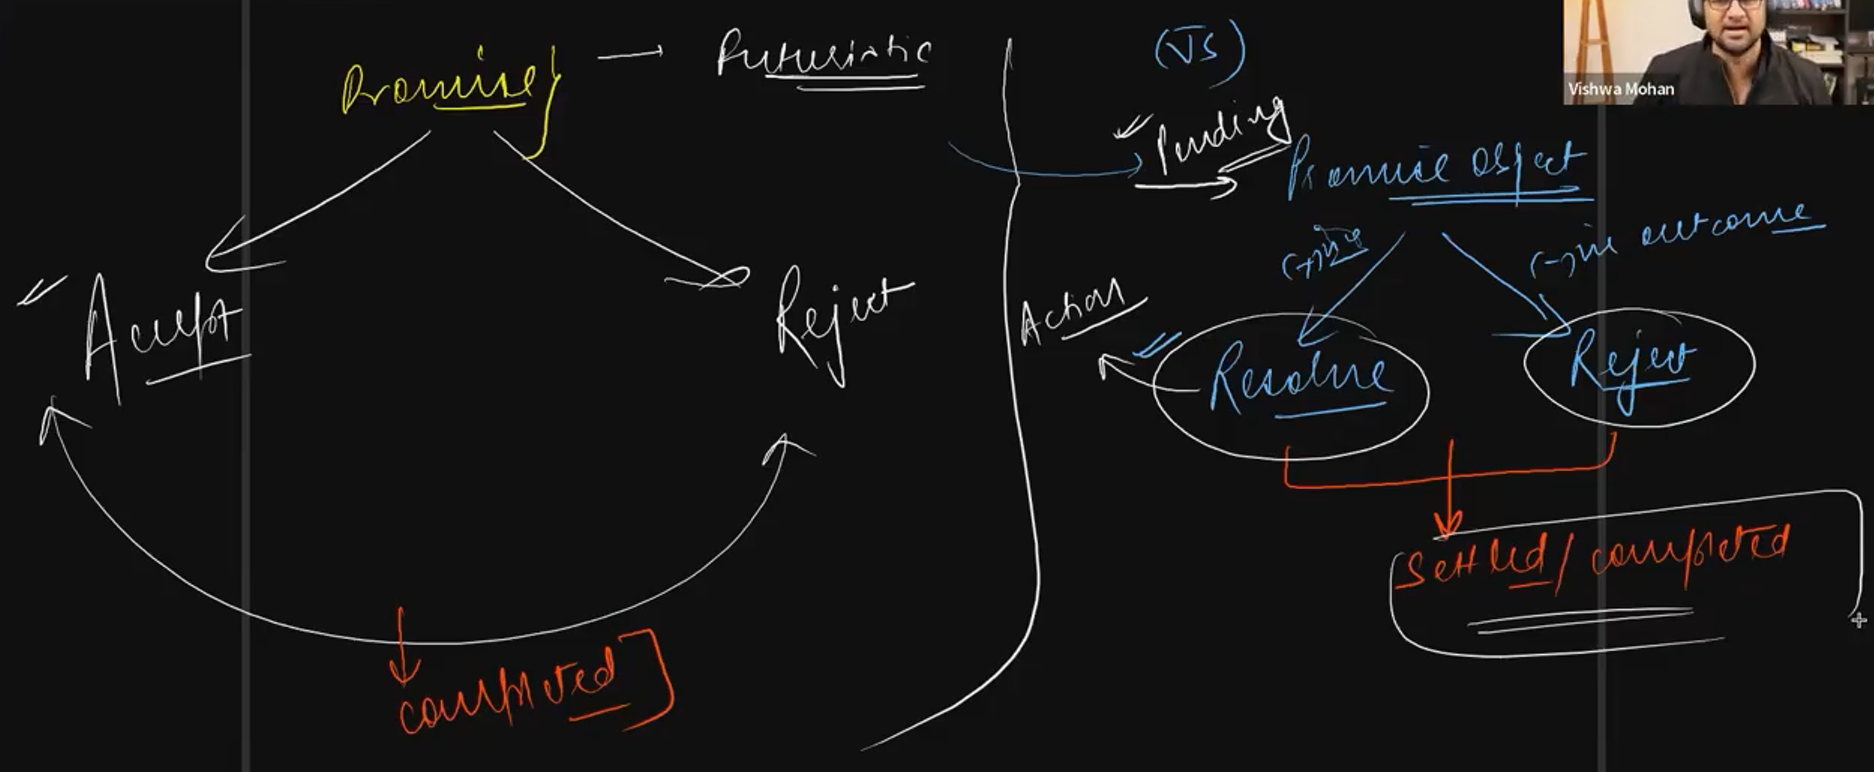 Promise → Futuristic
Accept
Reject
completed
(JS)
Pending
Promise Object
(+)ive
(-)ive outcome
Action
Resolve
Reject
Settled / completed
Vishwa Mohan